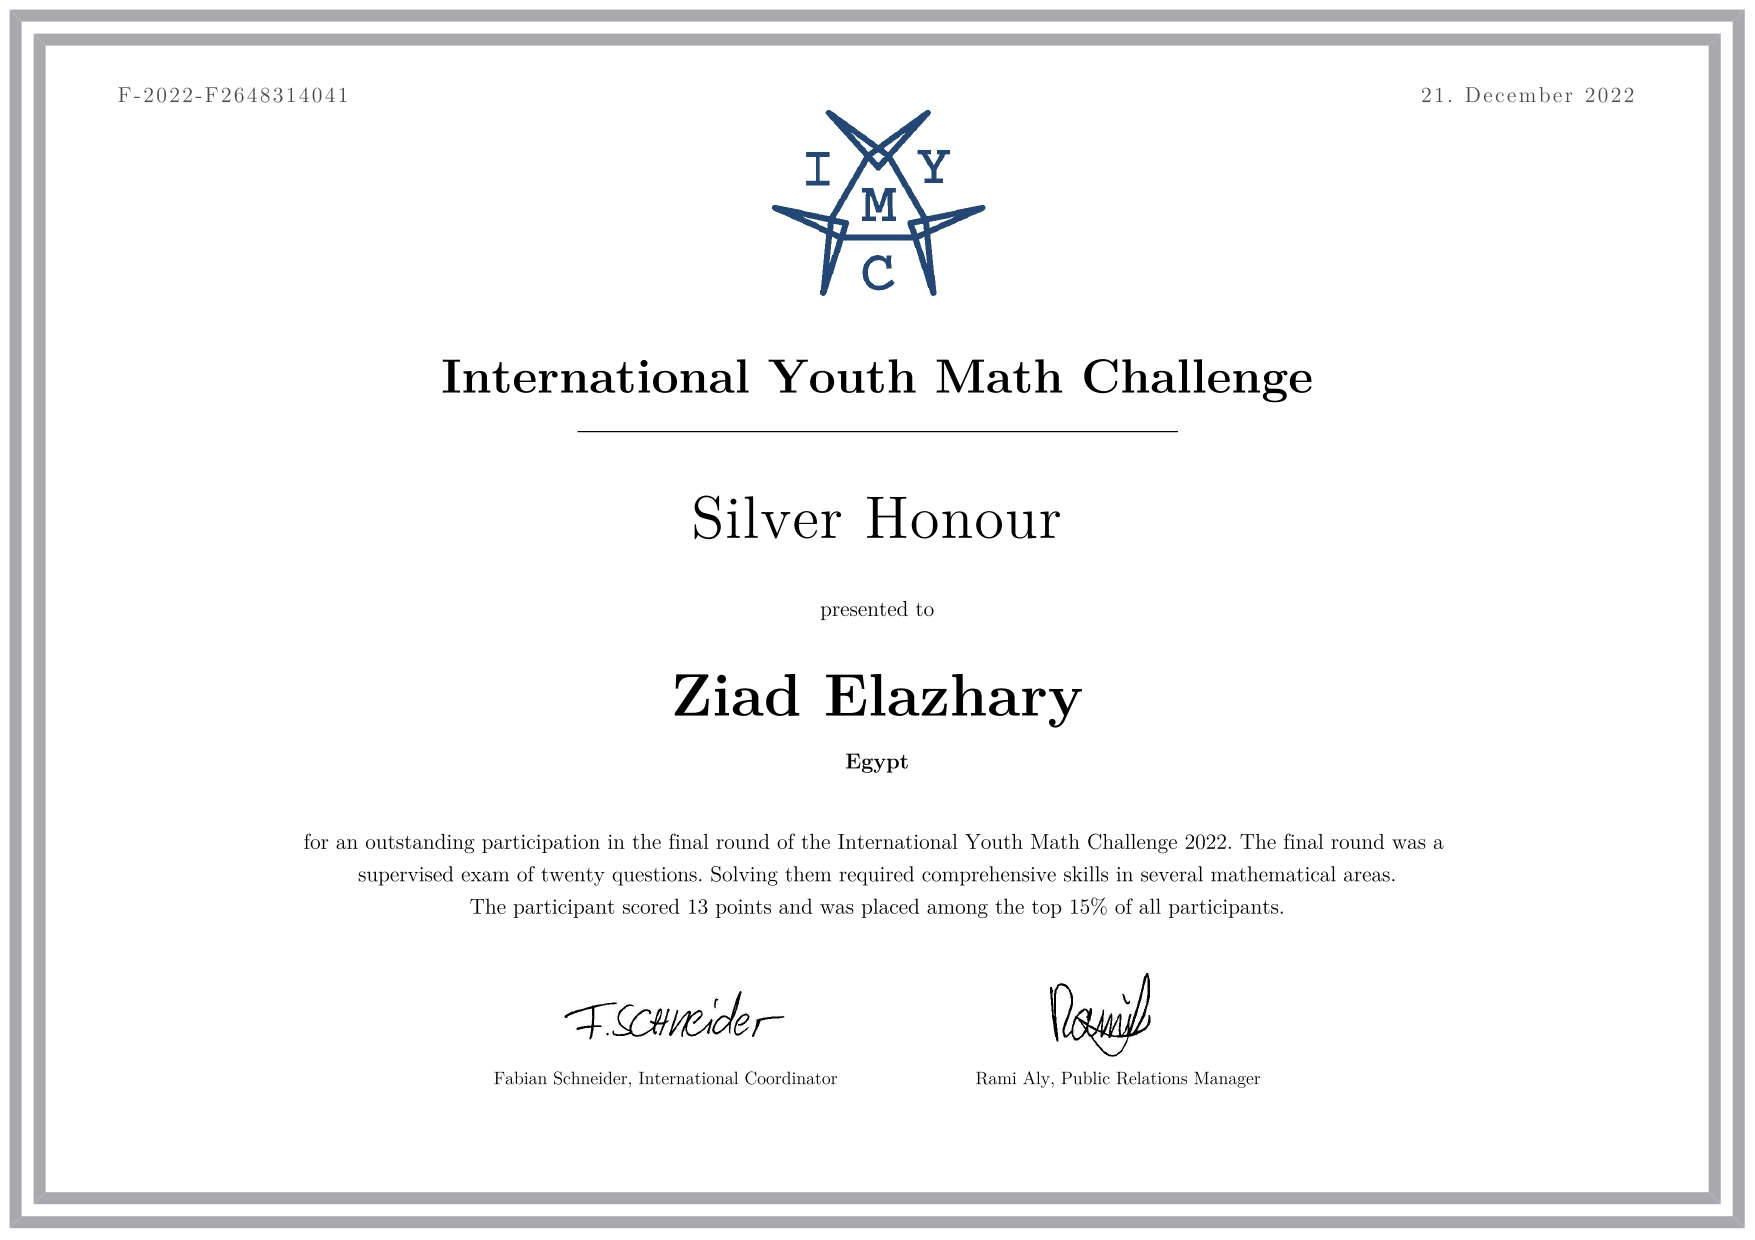 F-2022-F2648314041
21. December 2022
I Y
M
C
International Youth Math Challenge
Silver Honour
presented to
Ziad Elazhary
Egypt
for an outstanding participation in the final round of the International Youth Math Challenge 2022. The final round was a
supervised exam of twenty questions. Solving them required comprehensive skills in several mathematical areas.
The participant scored 13 points and was placed among the top 15% of all participants.
F. Schneider
Rami
Fabian Schneider, International Coordinator
Rami Aly, Public Relations Manager